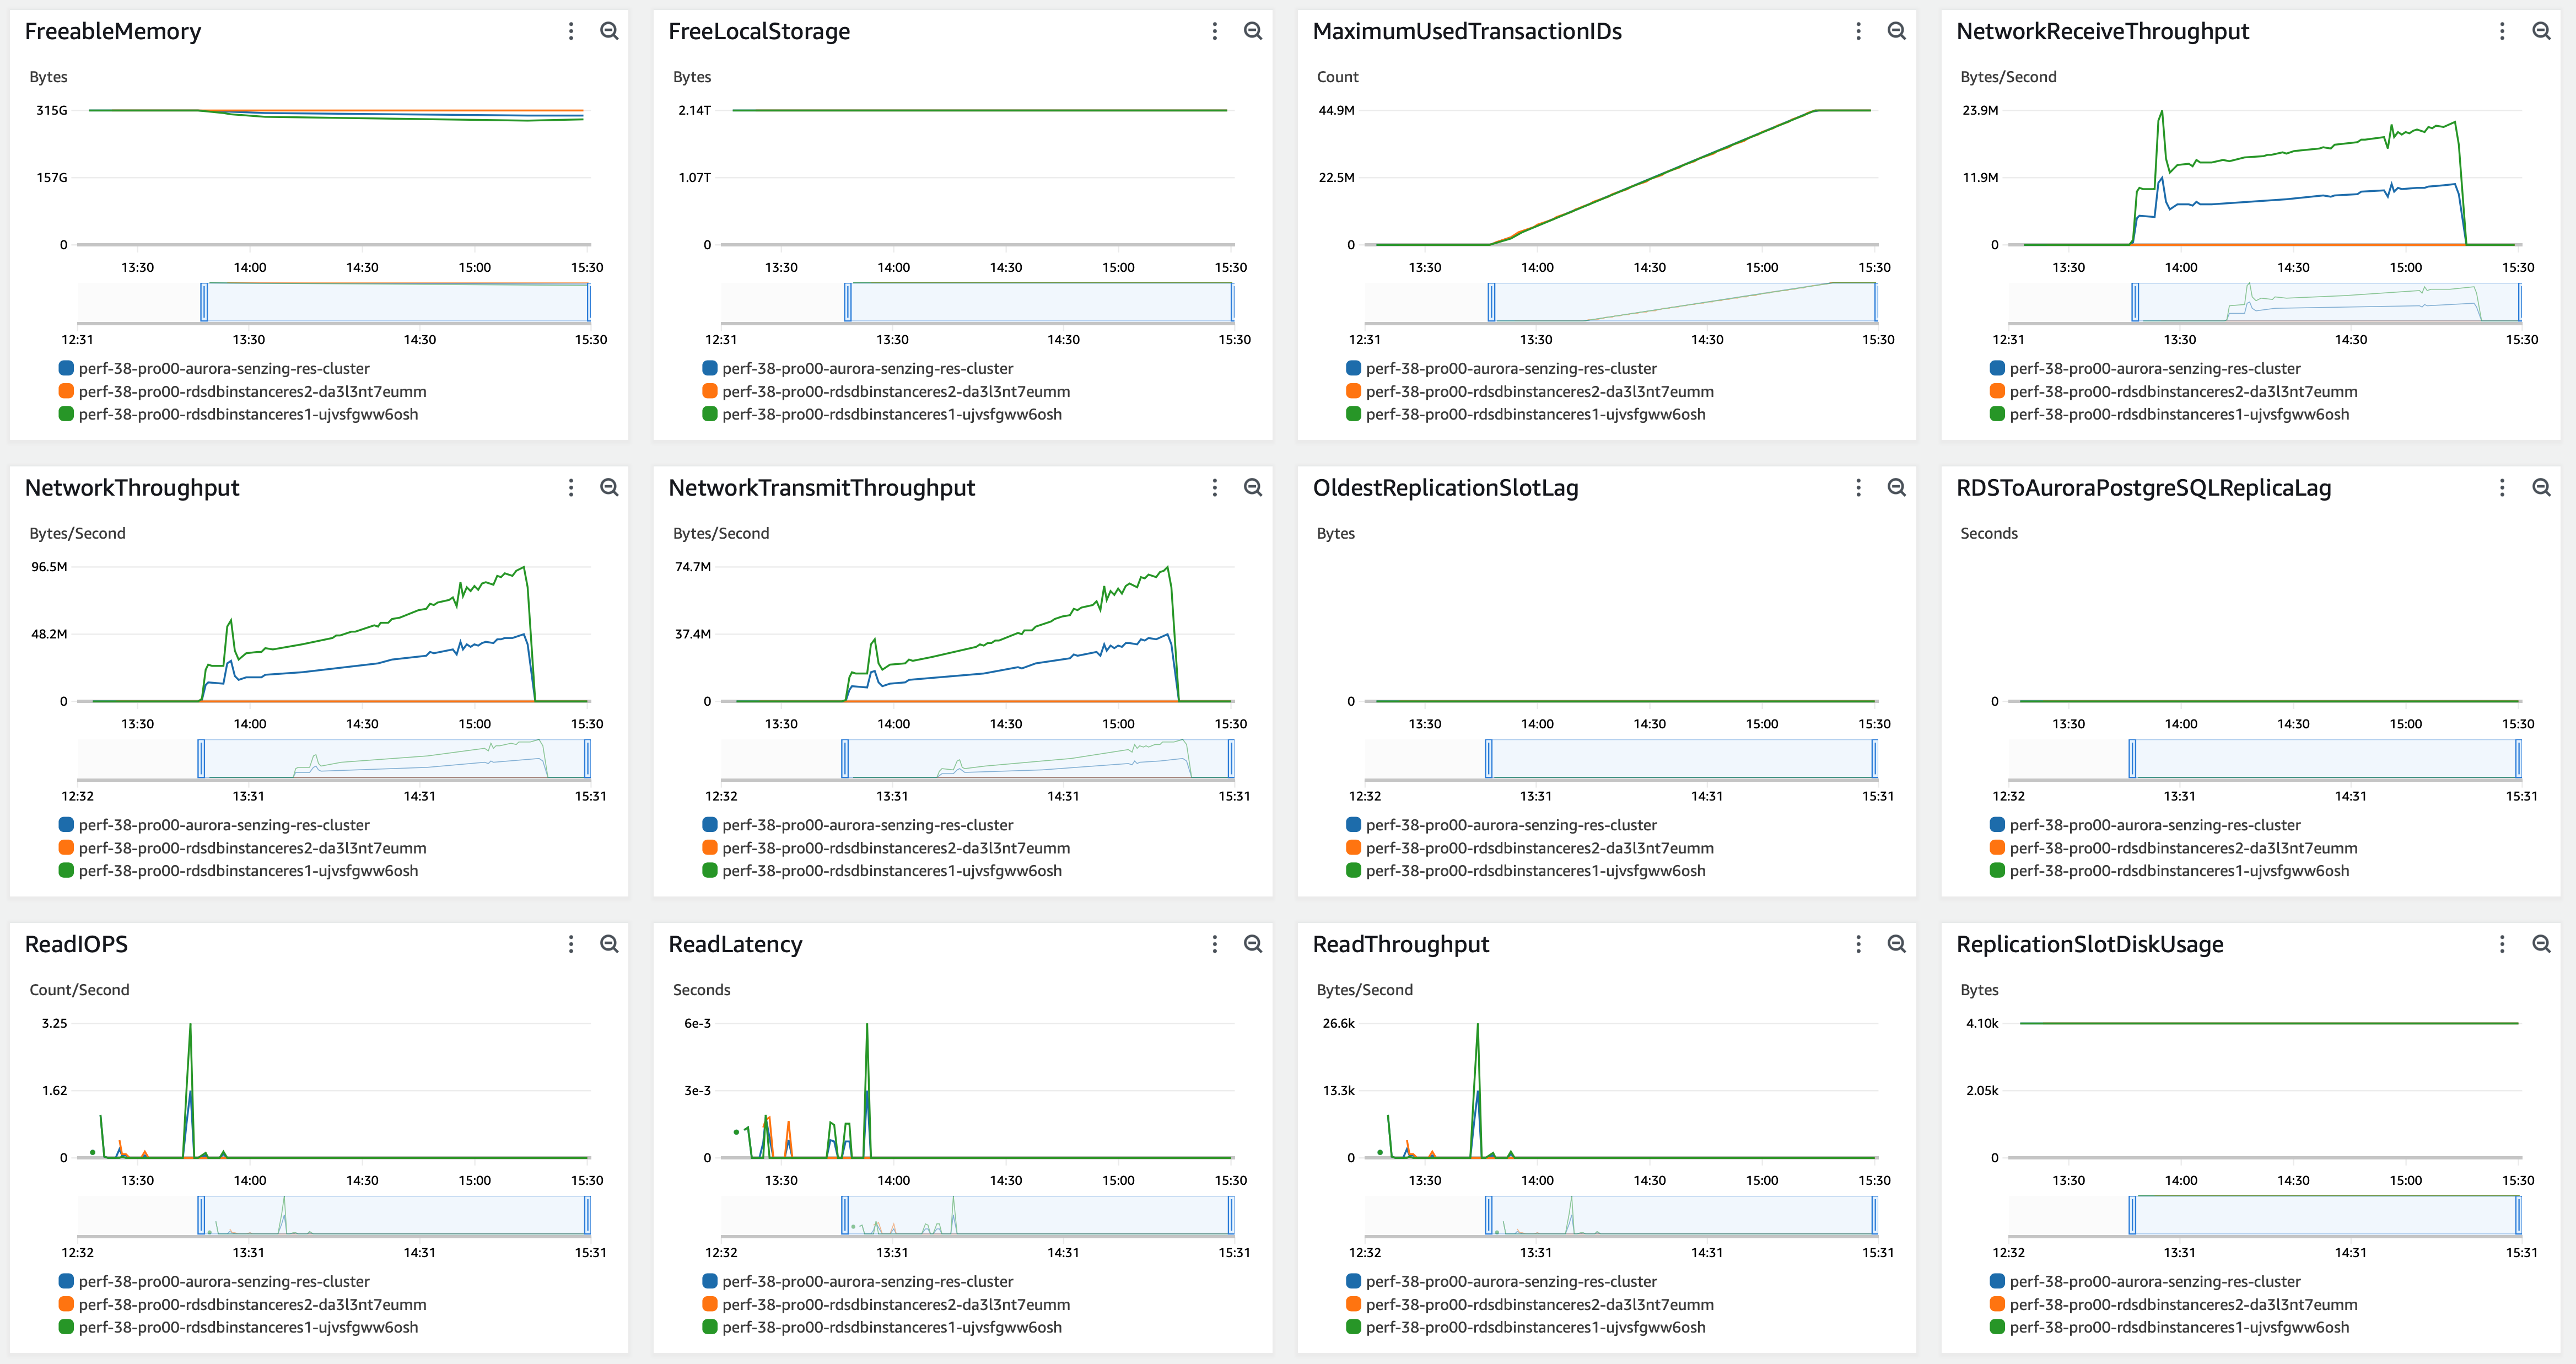 FreeableMemory
Bytes
315G
157G
0
13:30 14:00 14:30 15:00 15:30
12:31 13:30 14:30 15:30
perf-38-pro00-aurora-senzing-res-cluster
perf-38-pro00-rdsdbinstanceres2-da3l3nt7eumm
perf-38-pro00-rdsdbinstanceres1-ujvsfgww6osh
FreeLocalStorage
Bytes
2.14T
1.07T
0
13:30 14:00 14:30 15:00 15:30
12:31 13:30 14:30 15:30
perf-38-pro00-aurora-senzing-res-cluster
perf-38-pro00-rdsdbinstanceres2-da3l3nt7eumm
perf-38-pro00-rdsdbinstanceres1-ujvsfgww6osh
MaximumUsedTransactionIDs
Count
44.9M
22.5M
0
13:30 14:00 14:30 15:00 15:30
12:31 13:30 14:30 15:30
perf-38-pro00-aurora-senzing-res-cluster
perf-38-pro00-rdsdbinstanceres2-da3l3nt7eumm
perf-38-pro00-rdsdbinstanceres1-ujvsfgww6osh
NetworkReceiveThroughput
Bytes/Second
23.9M
11.9M
0
13:30 14:00 14:30 15:00 15:30
12:31 13:30 14:30 15:30
perf-38-pro00-aurora-senzing-res-cluster
perf-38-pro00-rdsdbinstanceres2-da3l3nt7eumm
perf-38-pro00-rdsdbinstanceres1-ujvsfgww6osh
NetworkThroughput
Bytes/Second
96.5M
48.2M
0
13:30 14:00 14:30 15:00 15:30
12:32 13:31 14:31 15:31
perf-38-pro00-aurora-senzing-res-cluster
perf-38-pro00-rdsdbinstanceres2-da3l3nt7eumm
perf-38-pro00-rdsdbinstanceres1-ujvsfgww6osh
NetworkTransmitThroughput
Bytes/Second
74.7M
37.4M
0
13:30 14:00 14:30 15:00 15:30
12:32 13:31 14:31 15:31
perf-38-pro00-aurora-senzing-res-cluster
perf-38-pro00-rdsdbinstanceres2-da3l3nt7eumm
perf-38-pro00-rdsdbinstanceres1-ujvsfgww6osh
OldestReplicationSlotLag
Bytes
0
13:30 14:00 14:30 15:00 15:30
12:32 13:31 14:31 15:31
perf-38-pro00-aurora-senzing-res-cluster
perf-38-pro00-rdsdbinstanceres2-da3l3nt7eumm
perf-38-pro00-rdsdbinstanceres1-ujvsfgww6osh
RDSToAuroraPostgreSQLReplicaLag
Seconds
0
13:30 14:00 14:30 15:00 15:30
12:32 13:31 14:31 15:31
perf-38-pro00-aurora-senzing-res-cluster
perf-38-pro00-rdsdbinstanceres2-da3l3nt7eumm
perf-38-pro00-rdsdbinstanceres1-ujvsfgww6osh
ReadIOPS
Count/Second
3.25
1.62
0
13:30 14:00 14:30 15:00 15:30
12:32 13:31 14:31 15:31
perf-38-pro00-aurora-senzing-res-cluster
perf-38-pro00-rdsdbinstanceres2-da3l3nt7eumm
perf-38-pro00-rdsdbinstanceres1-ujvsfgww6osh
ReadLatency
Seconds
6e-3
3e-3
0
13:30 14:00 14:30 15:00 15:30
12:32 13:31 14:31 15:31
perf-38-pro00-aurora-senzing-res-cluster
perf-38-pro00-rdsdbinstanceres2-da3l3nt7eumm
perf-38-pro00-rdsdbinstanceres1-ujvsfgww6osh
ReadThroughput
Bytes/Second
26.6k
13.3k
0
13:30 14:00 14:30 15:00 15:30
12:32 13:31 14:31 15:31
perf-38-pro00-aurora-senzing-res-cluster
perf-38-pro00-rdsdbinstanceres2-da3l3nt7eumm
perf-38-pro00-rdsdbinstanceres1-ujvsfgww6osh
ReplicationSlotDiskUsage
Bytes
4.10k
2.05k
0
13:30 14:00 14:30 15:00 15:30
12:32 13:31 14:31 15:31
perf-38-pro00-aurora-senzing-res-cluster
perf-38-pro00-rdsdbinstanceres2-da3l3nt7eumm
perf-38-pro00-rdsdbinstanceres1-ujvsfgww6osh